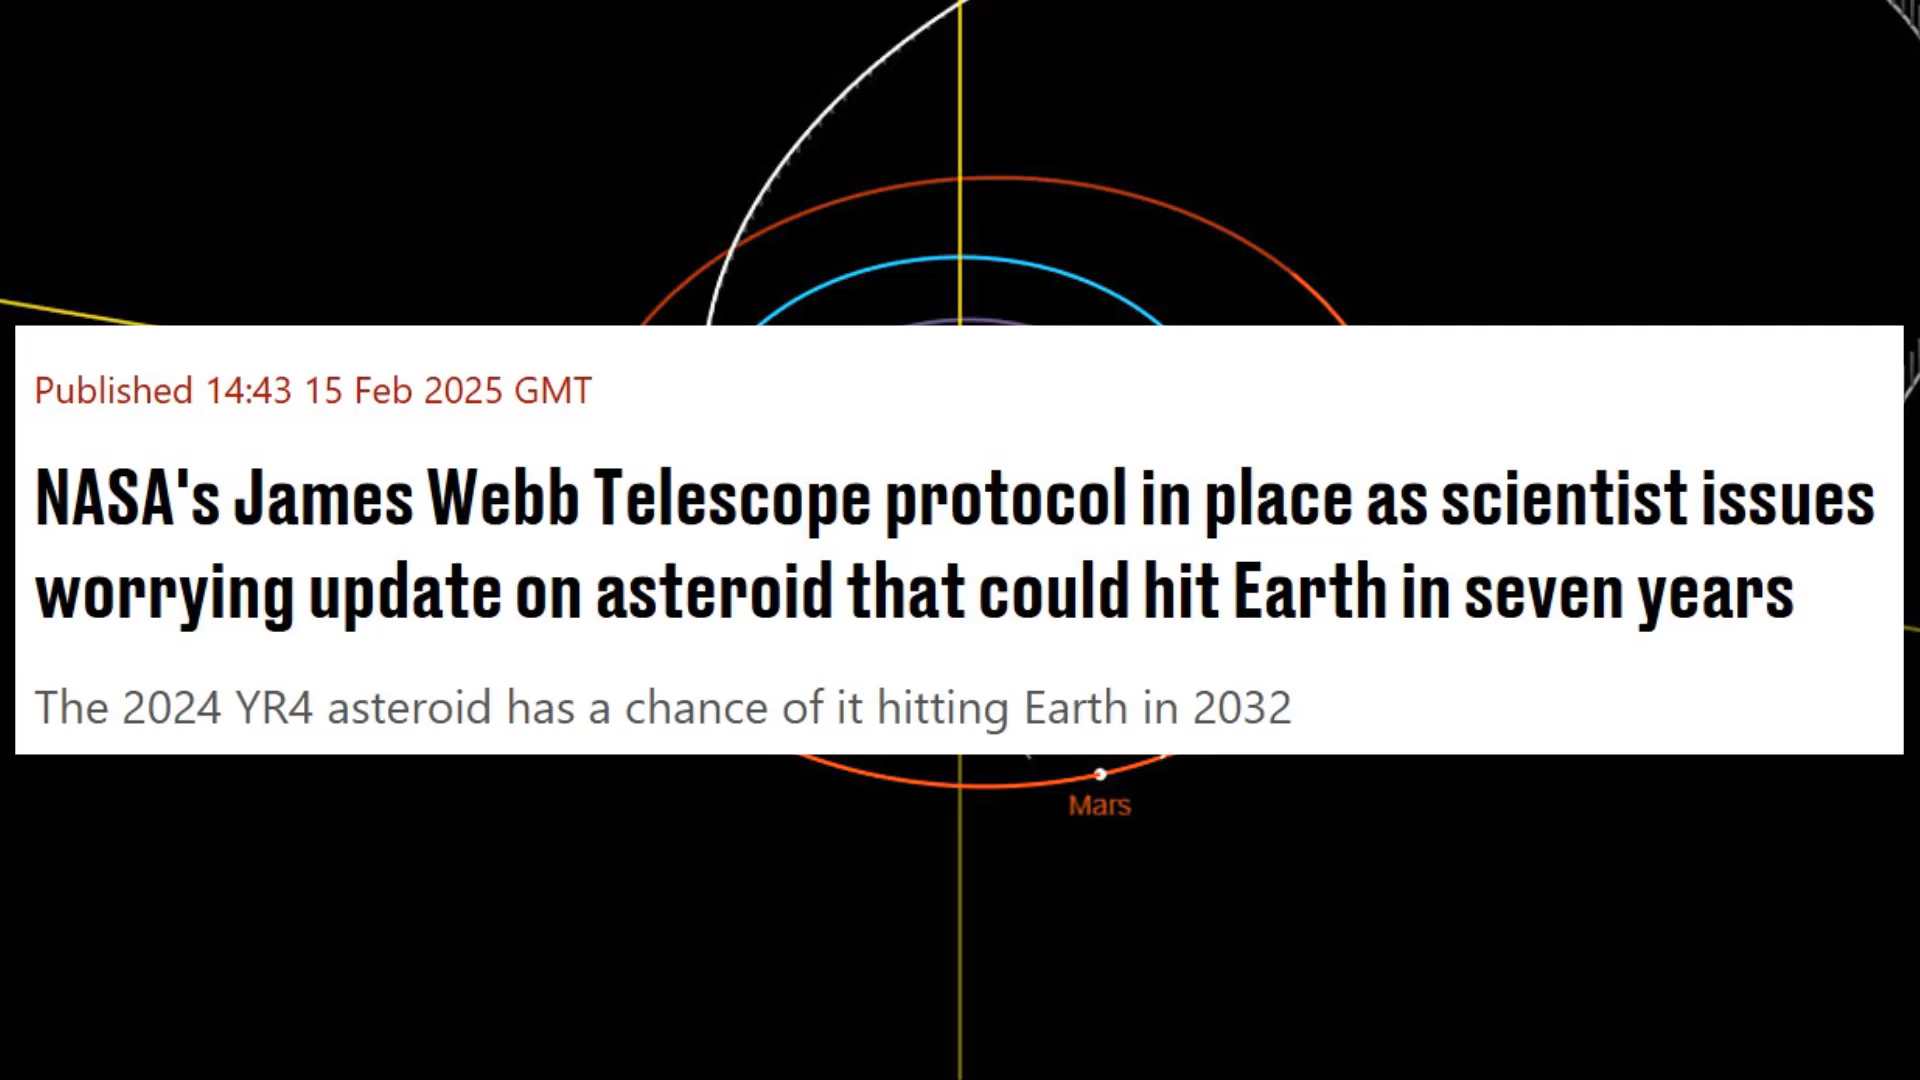 Published 14:43 15 Feb 2025 GMT
NASA's James Webb Telescope protocol in place as scientist issues
worrying update on asteroid that could hit Earth in seven years
The 2024 YR4 asteroid has a chance of it hitting Earth in 2032
Mars